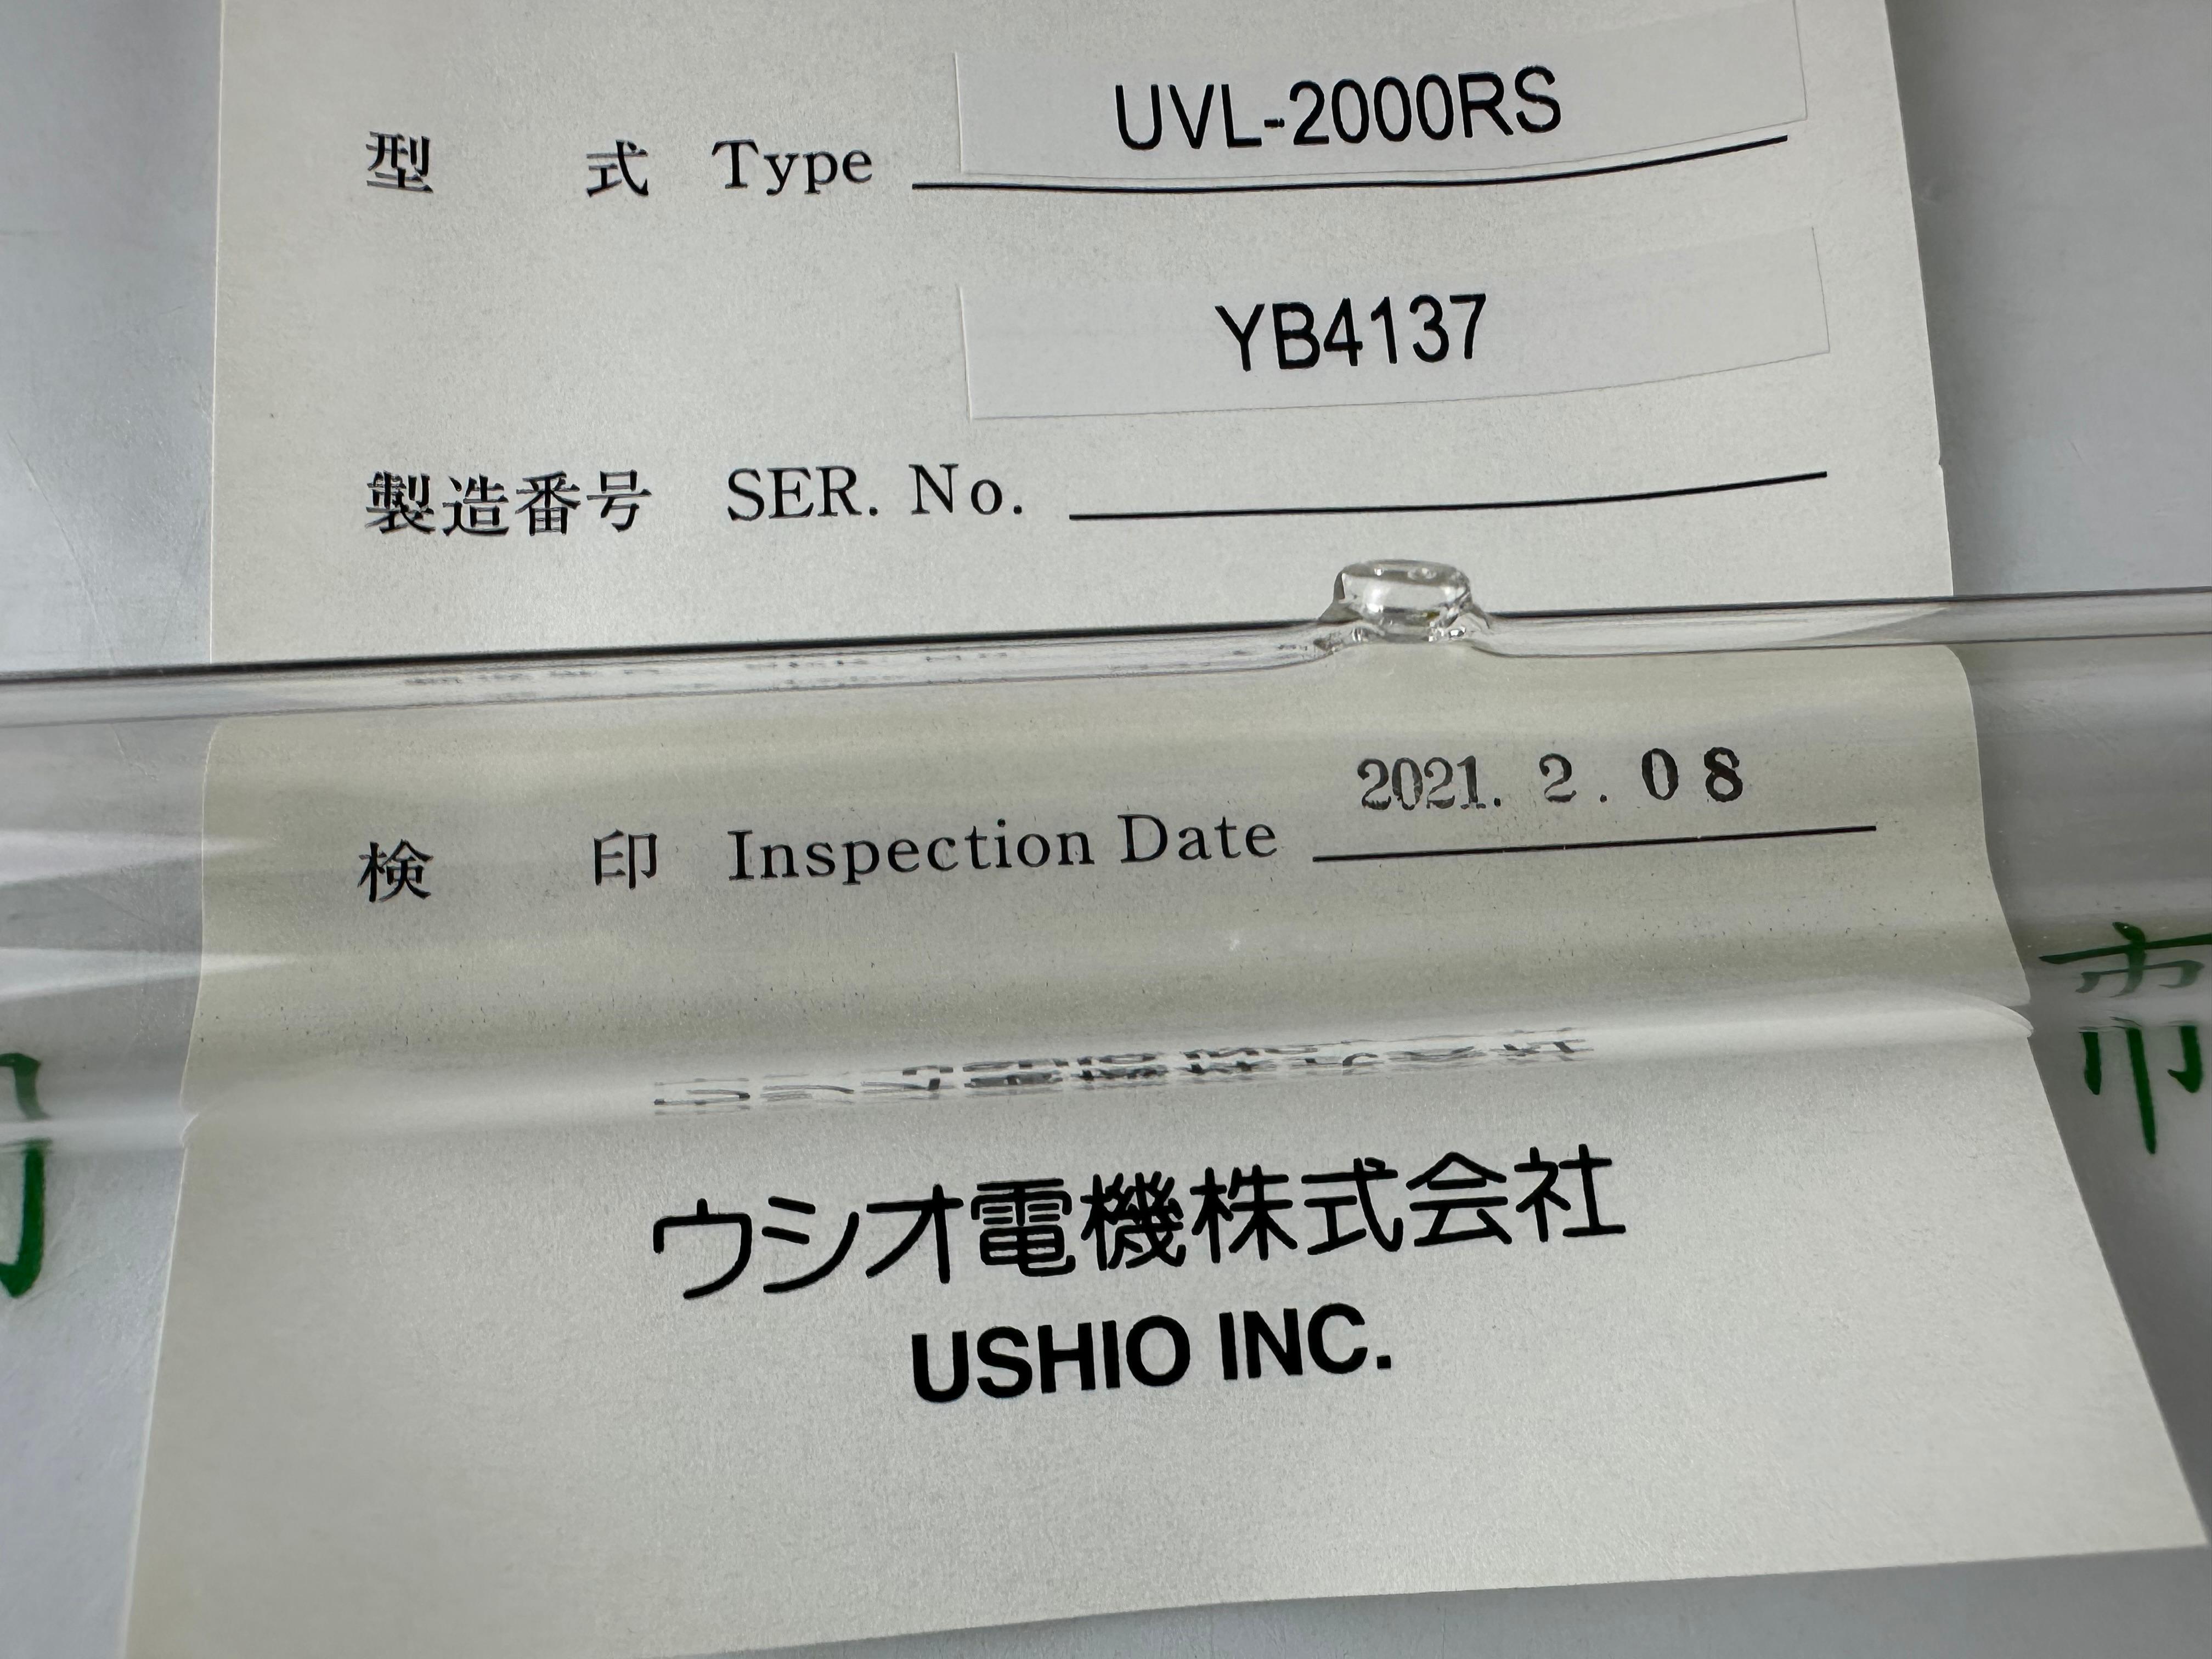 型 式 Type UVL-2000RS
YB4137
製造番号 SER. No.
検 印 Inspection Date 2021. 2. 08
市
ウシオ電機株式会社
USHIO INC.